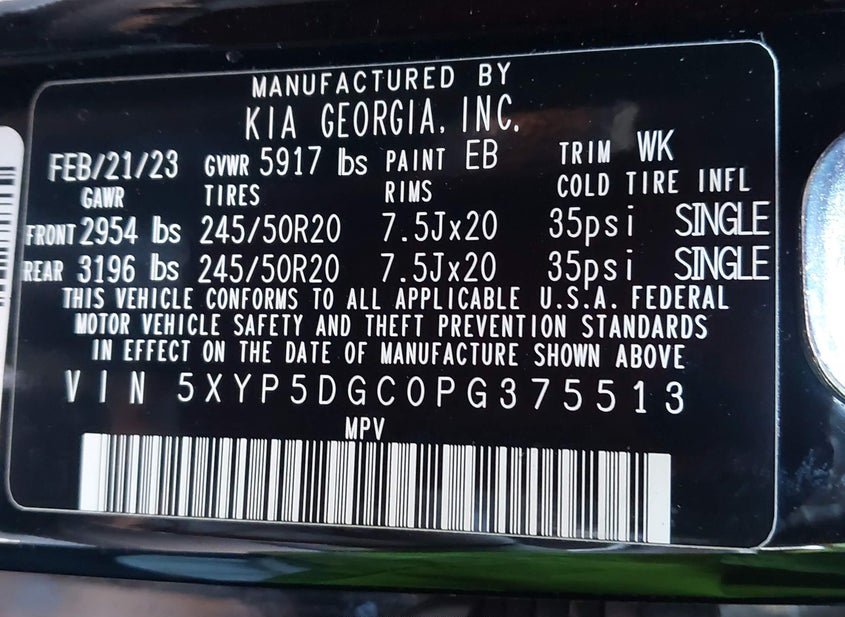 MANUFACTURED BY
KIA GEORGIA, INC.
FEB/21/23 GVWR 5917 lbs PAINT EB TRIM WK
GAWR TIRES RIMS COLD TIRE INFL
FRONT 2954 lbs 245/50R20 7.5Jx20 35psi SINGLE
REAR 3196 lbs 245/50R20 7.5Jx20 35psi SINGLE
THIS VEHICLE CONFORMS TO ALL APPLICABLE U.S.A. FEDERAL
MOTOR VEHICLE SAFETY AND THEFT PREVENTION STANDARDS
IN EFFECT ON THE DATE OF MANUFACTURE SHOWN ABOVE
VIN 5XYP5DGC0PG375513
MPV